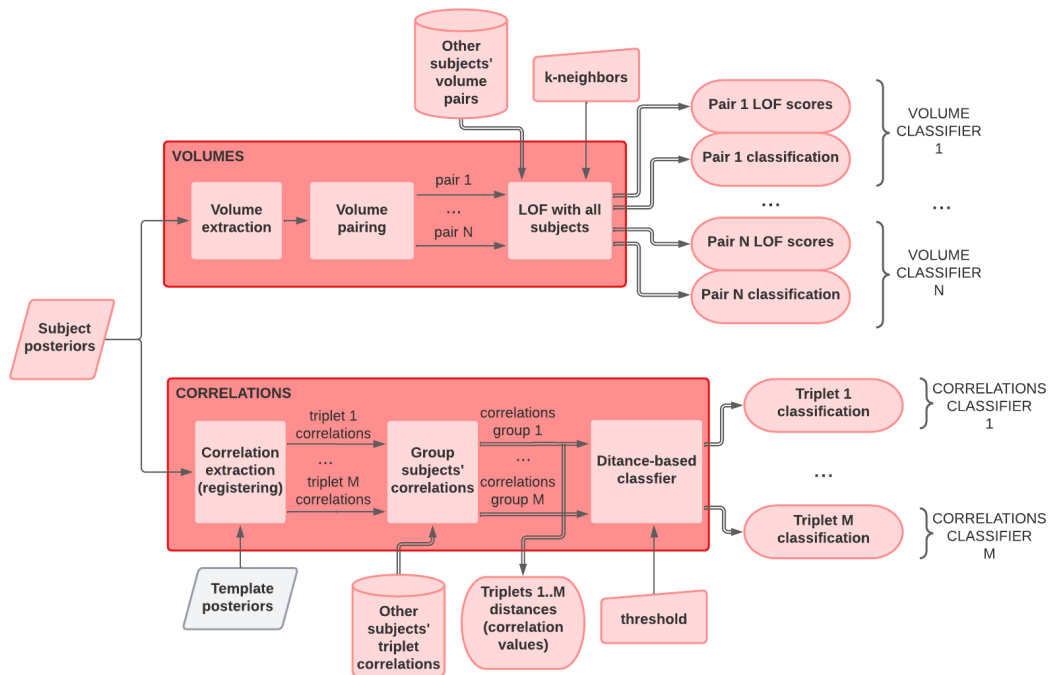 Other
subjects'
volume
pairs
k-neighbors
Pair 1 LOF scores
Pair 1 classification
VOLUME
CLASSIFIER
1
VOLUMES
Volume
extraction
Volume
pairing
pair 1
...
pair N
LOF with all
subjects
...
...
Pair N LOF scores
Pair N classification
VOLUME
CLASSIFIER
N
Subject
posteriors
CORRELATIONS
Correlation
extraction
(registering)
triplet 1
correlations
...
triplet M
correlations
Group
subjects'
correlations
correlations
group 1
...
correlations
group M
Ditance-based
classfier
Triplet 1
classification
CORRELATIONS
CLASSIFIER
1
...
Triplet M
classification
CORRELATIONS
CLASSIFIER
M
Template
posteriors
Other
subjects'
triplet
correlations
Triplets 1..M
distances
(correlation
values)
threshold